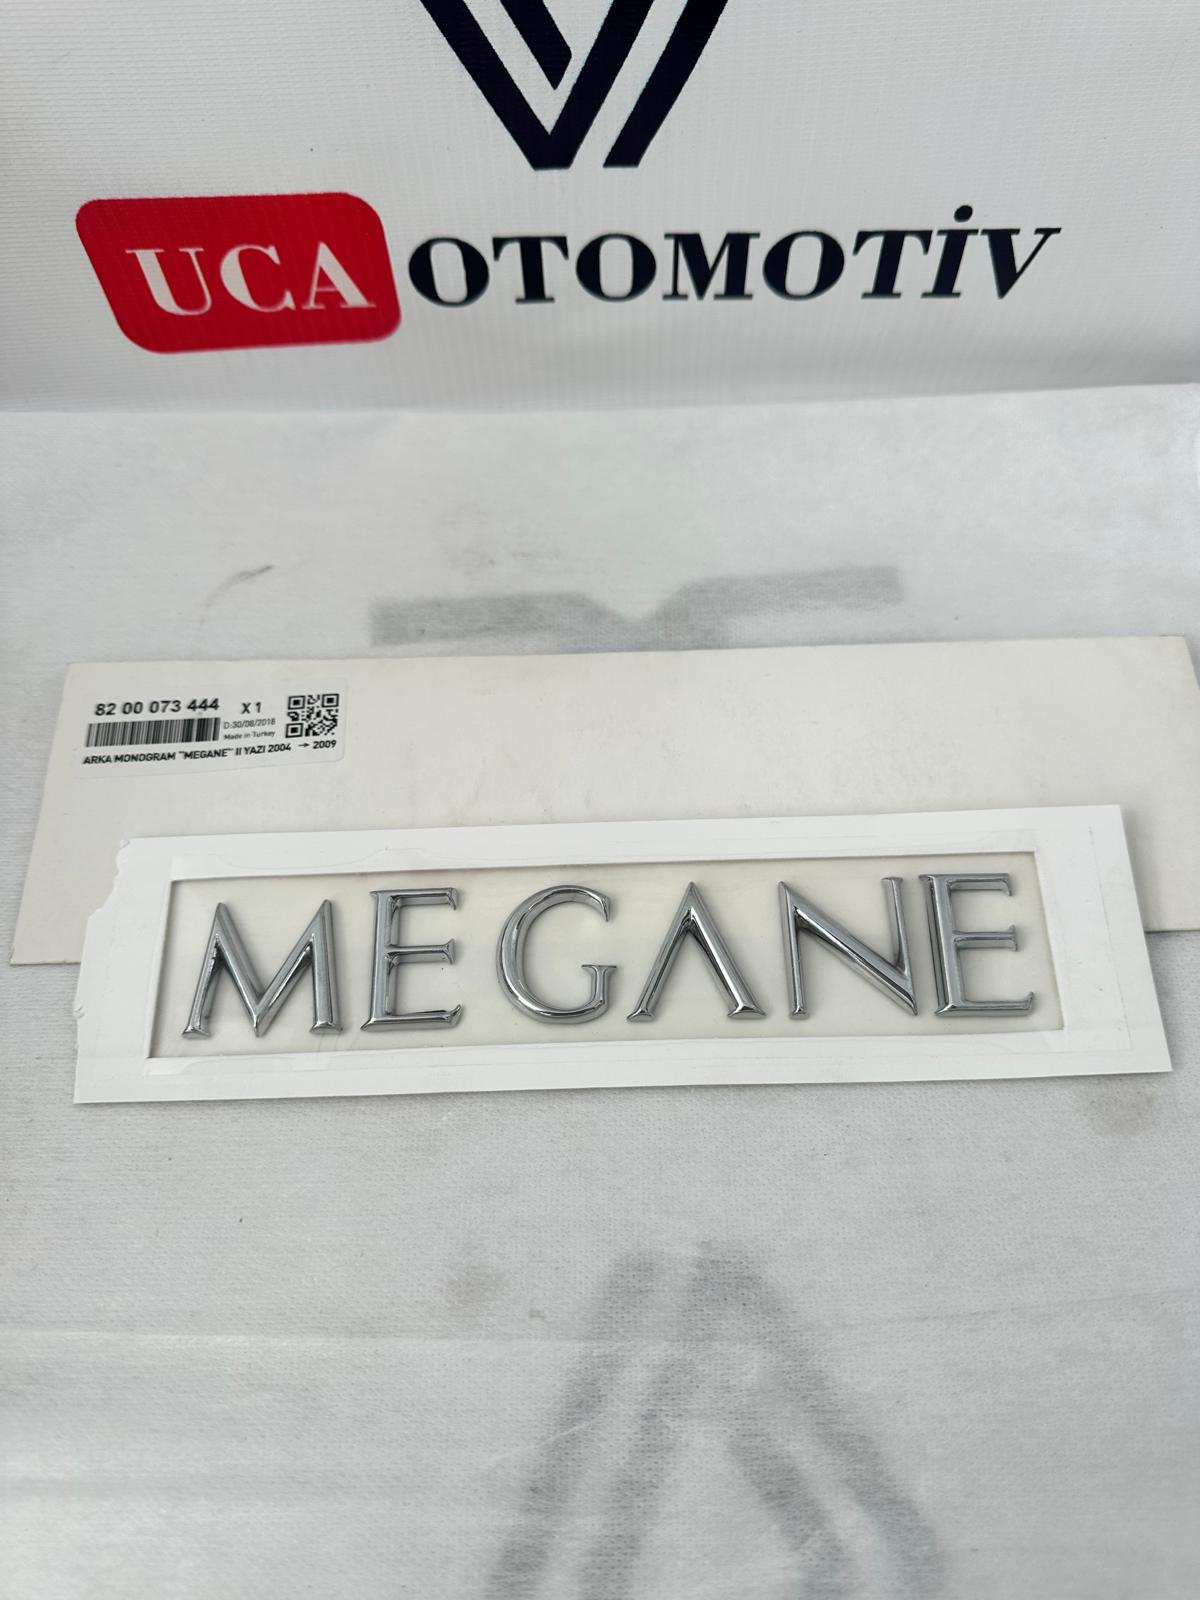 UCA OTOMOTİV
82 00 073 444 X 1
D:30/08/2018
Made in Turkey
ARKA MONOGRAM "MEGANE" II YAZI 2004 → 2009
MEGANE